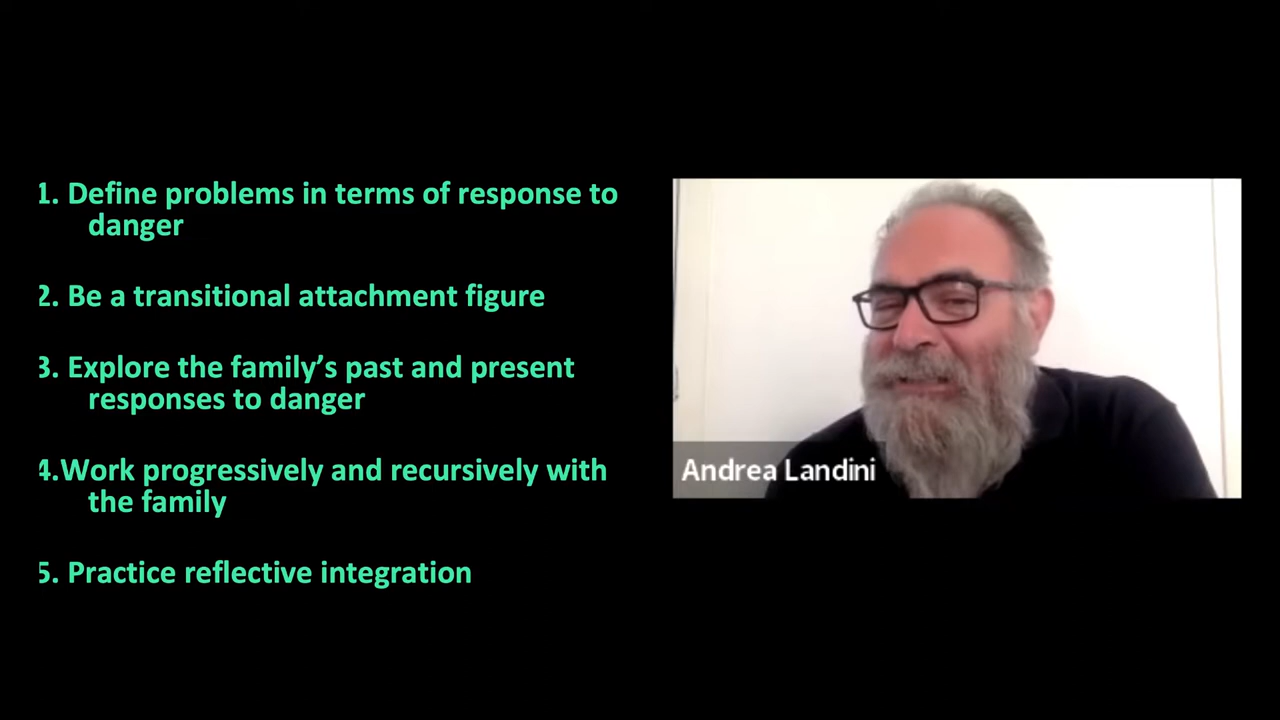 1. Define problems in terms of response to
danger
2. Be a transitional attachment figure
3. Explore the family’s past and present
responses to danger
4.Work progressively and recursively with
the family
5. Practice reflective integration
Andrea Landini